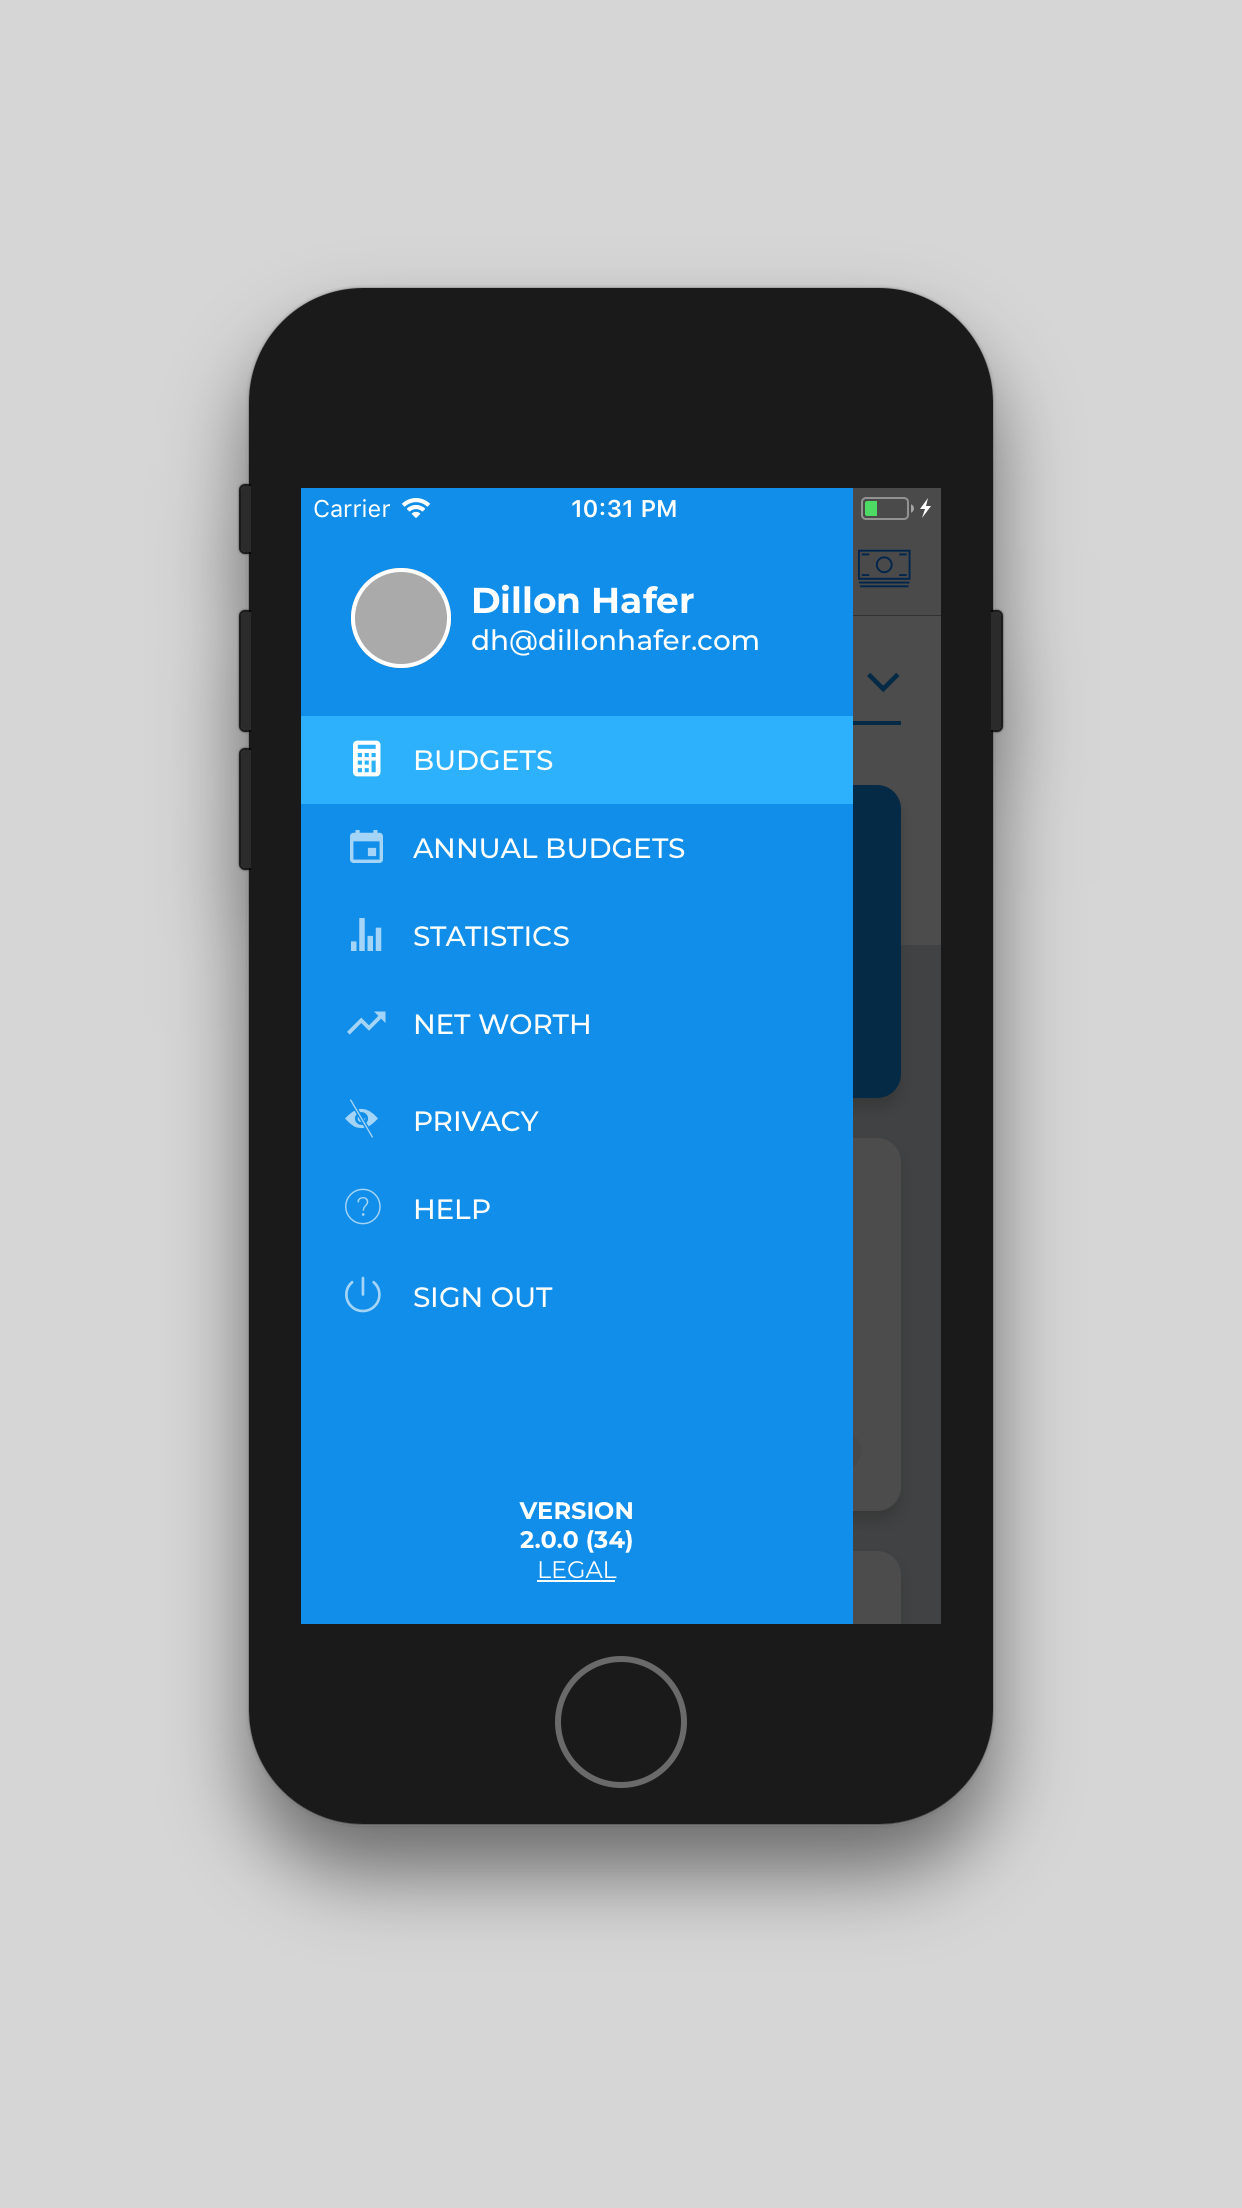 Carrier 10:31 PM
Dillon Hafer
dh@dillonhafer.com
BUDGETS
ANNUAL BUDGETS
STATISTICS
NET WORTH
PRIVACY
HELP
SIGN OUT
VERSION
2.0.0 (34)
LEGAL